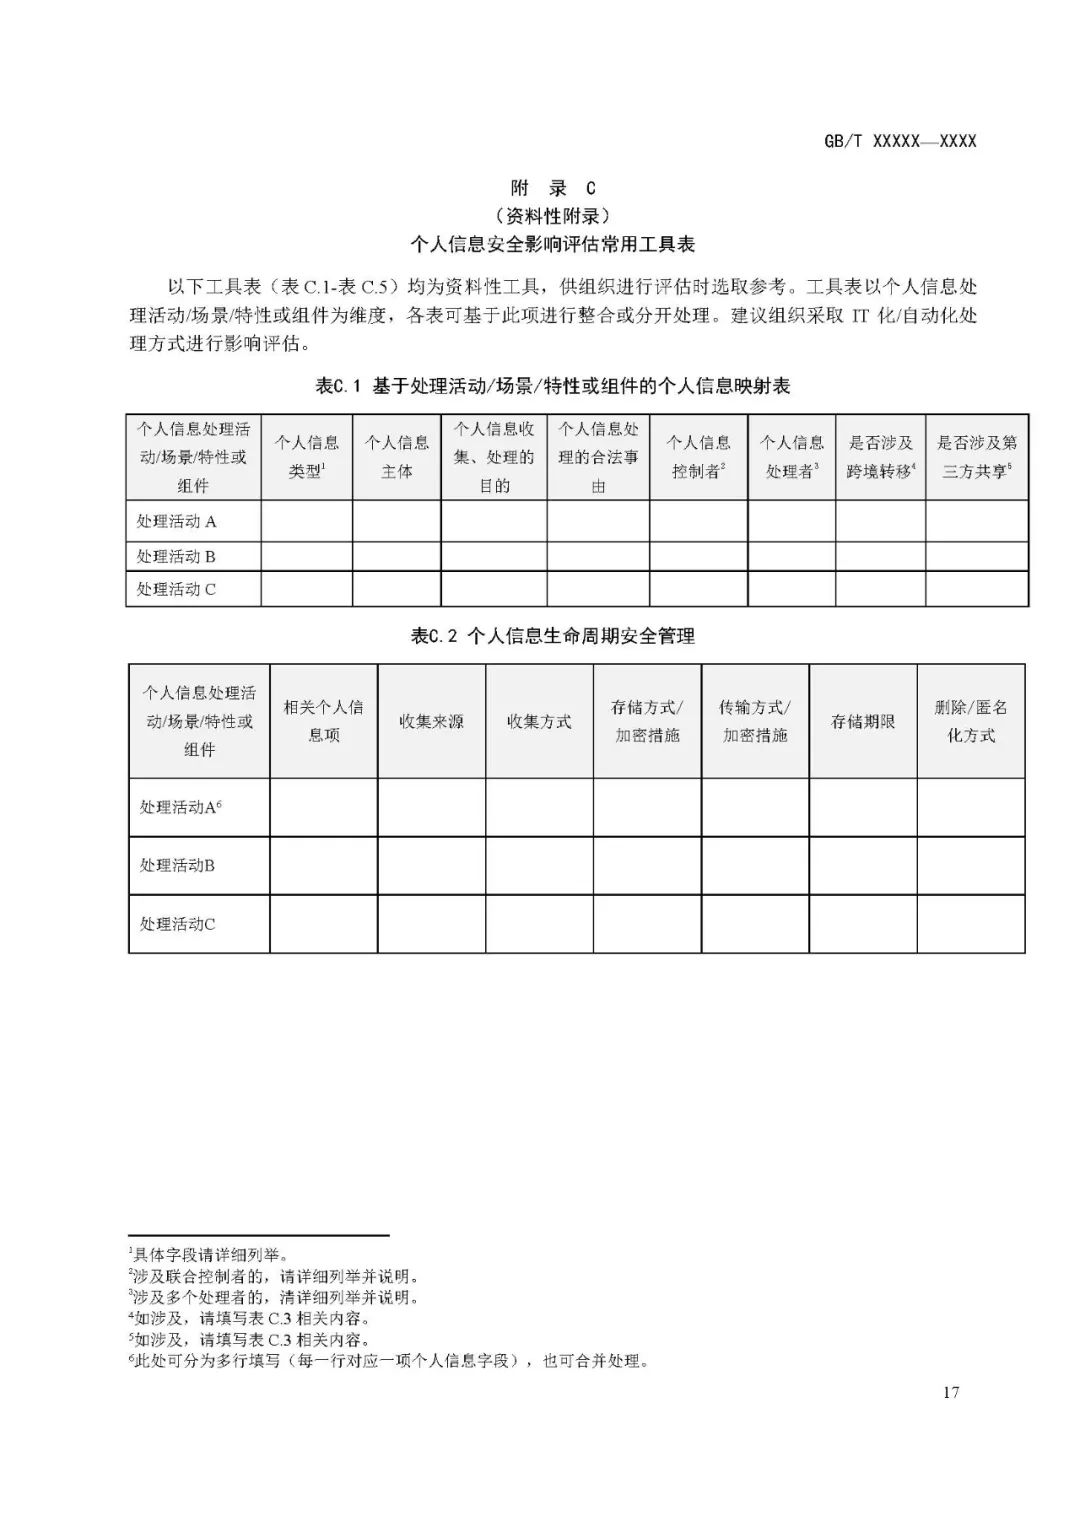 GB/T XXXXX—XXXX
附 录 C
（资料性附录）
个人信息安全影响评估常用工具表
以下工具表（表 C.1-表 C.5）均为资料性工具，供组织进行评估时选取参考。工具表以个人信息处
理活动/场景/特性或组件为维度，各表可基于此项进行整合或分开处理。建议组织采取 IT 化/自动化处
理方式进行影响评估。
表C.1 基于处理活动/场景/特性或组件的个人信息映射表
个人信息处理活
动/场景/特性或
组件
个人信息
类型1
个人信息
主体
个人信息收
集、处理的
目的
个人信息处
理的合法事
由
个人信息
控制者2
个人信息
处理者3
是否涉及
跨境转移4
是否涉及第
三方共享5
处理活动 A
处理活动 B
处理活动 C
表C.2 个人信息生命周期安全管理
个人信息处理活
动/场景/特性或
组件
相关个人信
息项
收集来源
收集方式
存储方式/
加密措施
传输方式/
加密措施
存储期限
删除/匿名
化方式
处理活动A6
处理活动B
处理活动C
1具体字段请详细列举。
2涉及联合控制者的，请详细列举并说明。
3涉及多个处理者的，请详细列举并说明。
4如涉及，请填写表 C.3 相关内容。
5如涉及，请填写表 C.3 相关内容。
6此处可分为多行填写（每一行对应一项个人信息字段），也可合并处理。
17